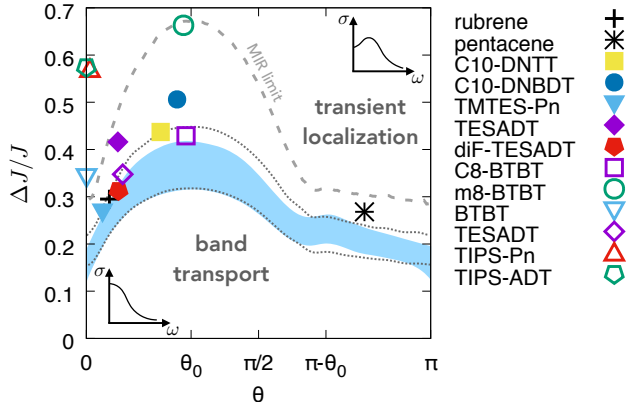 0.7
0.6
0.5
0.4
0.3
0.2
0.1
0
ΔJ/J
MIR limit
σ
ω
transient
localization
band
transport
σ
ω
0
θ0
π/2
π-θ0
π
θ
rubrene
pentacene
C10-DNTT
C10-DNBDT
TMTES-Pn
TESADT
diF-TESADT
C8-BTBT
m8-BTBT
BTBT
TESADT
TIPS-Pn
TIPS-ADT